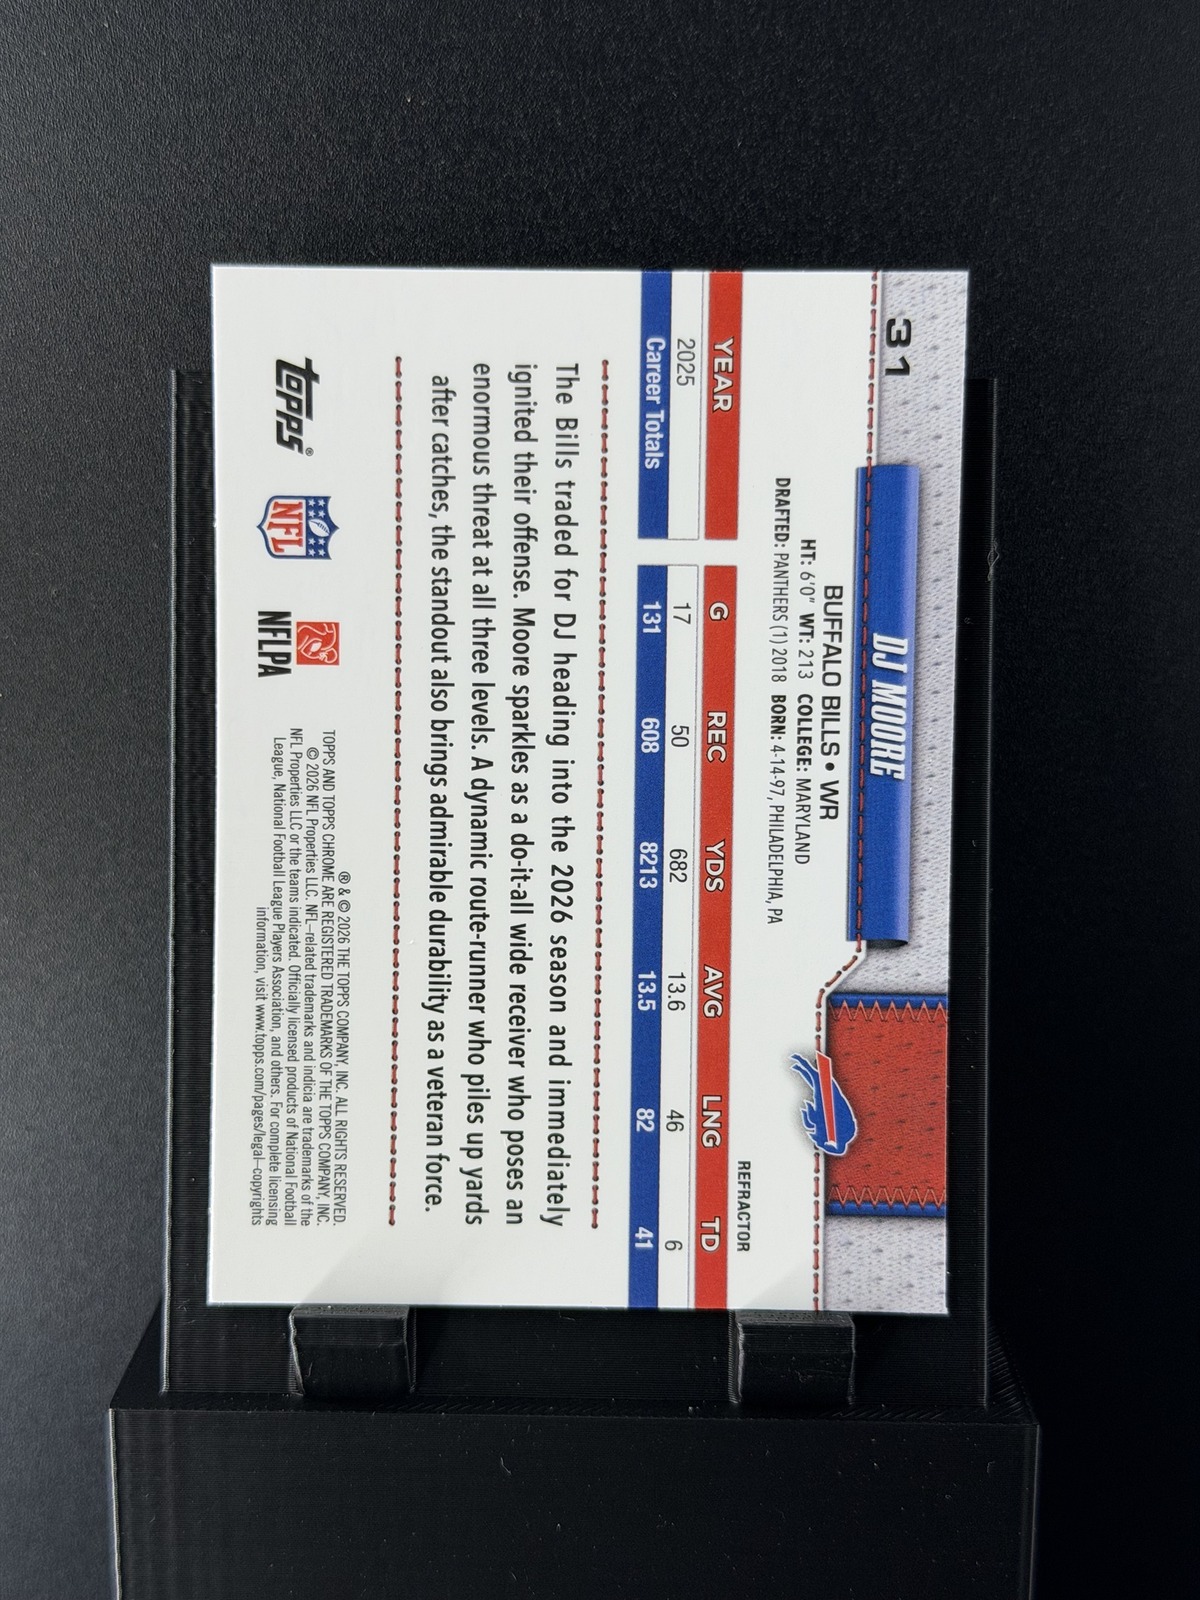 31
DJ MOORE
BUFFALO BILLS • WR
HT: 6'0" WT: 213 COLLEGE: MARYLAND
DRAFTED: PANTHERS (1) 2018 BORN: 4-14-97, PHILADELPHIA, PA
REFRACTOR
YEAR G REC YDS AVG LNG TD
2025 17 50 682 13.6 46 6
Career Totals 131 608 8213 13.5 82 41
The Bills traded for DJ heading into the 2026 season and immediately
ignited their offense. Moore sparkles as a do-it-all wide receiver who poses an
enormous threat at all three levels. A dynamic route-runner who piles up yards
after catches, the standout also brings admirable durability as a veteran force.
topps®
NFL
NFLPA
® & © 2026 THE TOPPS COMPANY, INC. ALL RIGHTS RESERVED.
TOPPS AND TOPPS CHROME ARE REGISTERED TRADEMARKS OF THE TOPPS COMPANY, INC.
© 2026 NFL Properties LLC. NFL-related trademarks and indicia are trademarks of the
NFL Properties LLC or the teams indicated. Officially licensed products of National Football
League, National Football League Players Association, and others. For complete licensing
information, visit www.topps.com/pages/legal-copyrights